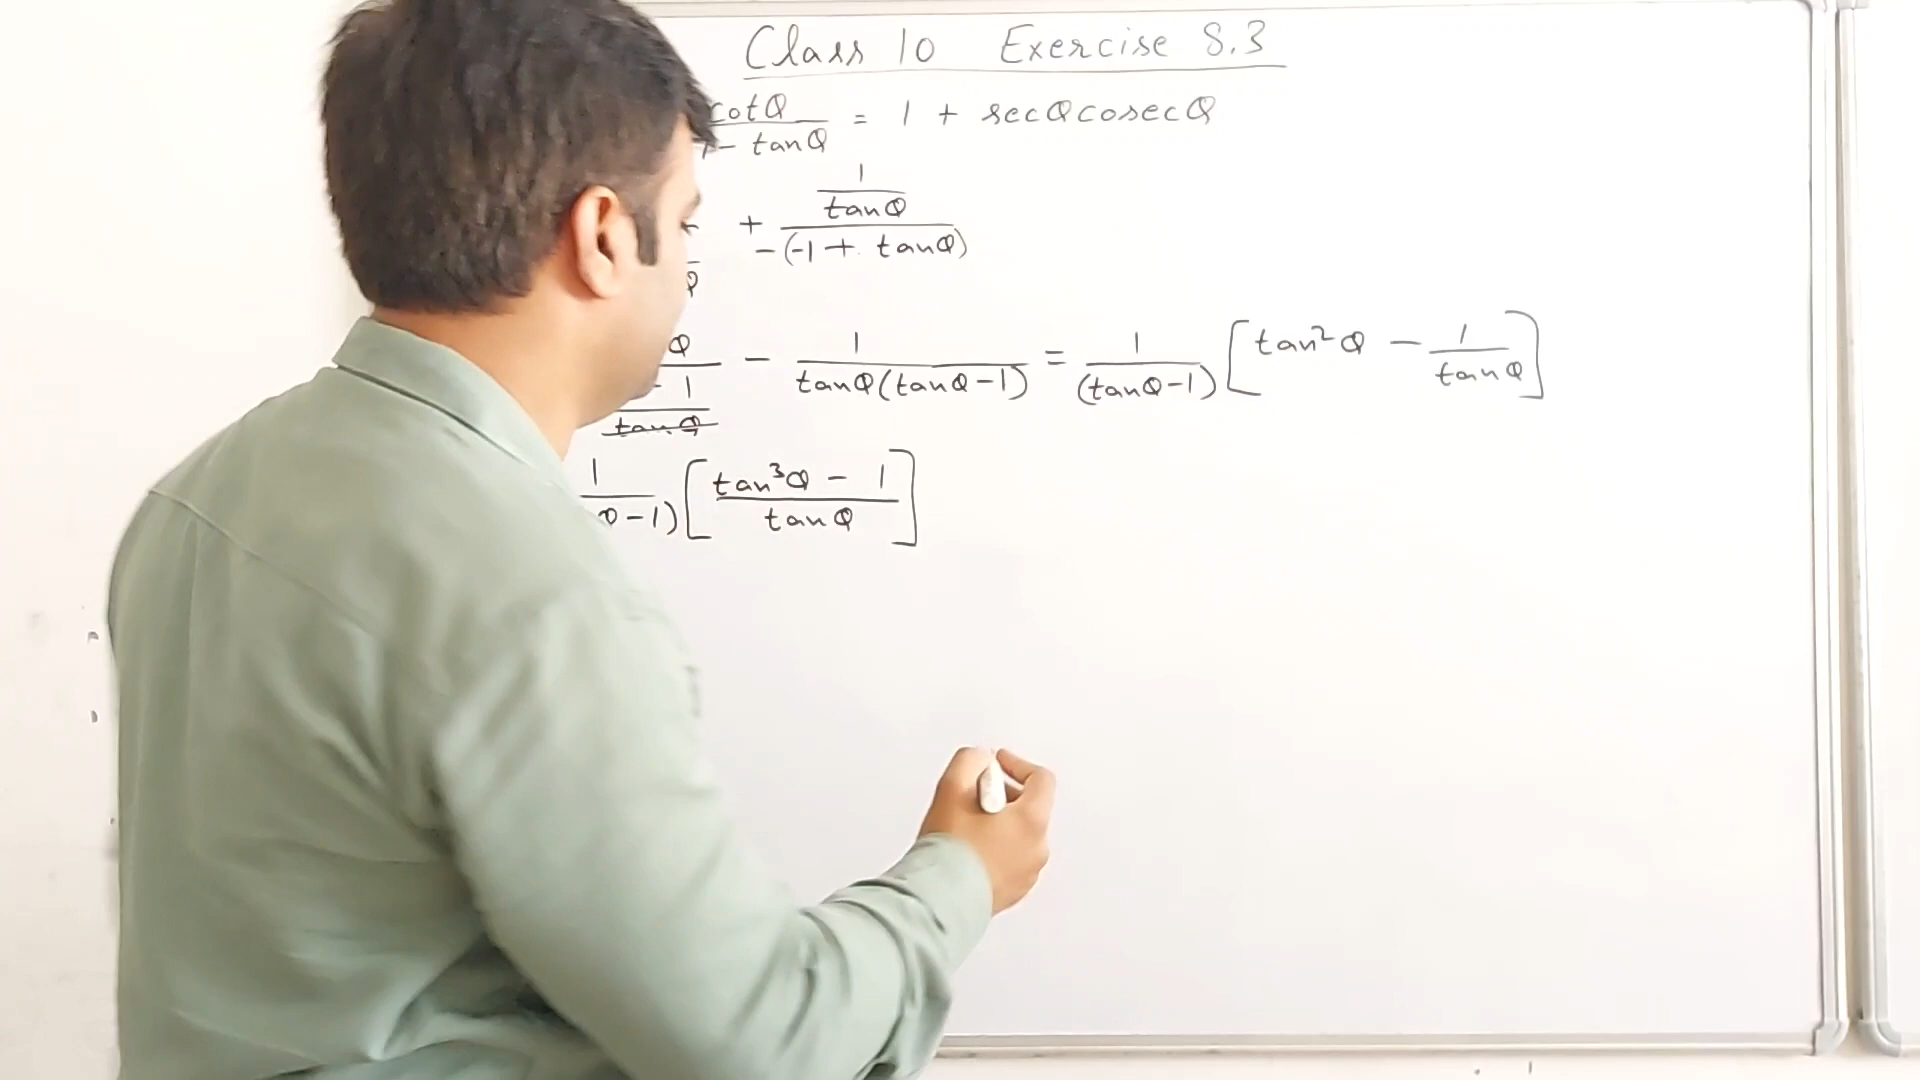 Class 10 Exercise 8.3
cotθ / - tanθ = 1 + secθcosecθ
+ (1/tanθ) / -(-1 + tanθ)
θ / (-1/tanθ) - 1/(tanθ(tanθ-1)) = 1/(tanθ-1) [tan²θ - 1/tanθ]
1/(θ-1) [(tan³θ - 1)/tanθ]